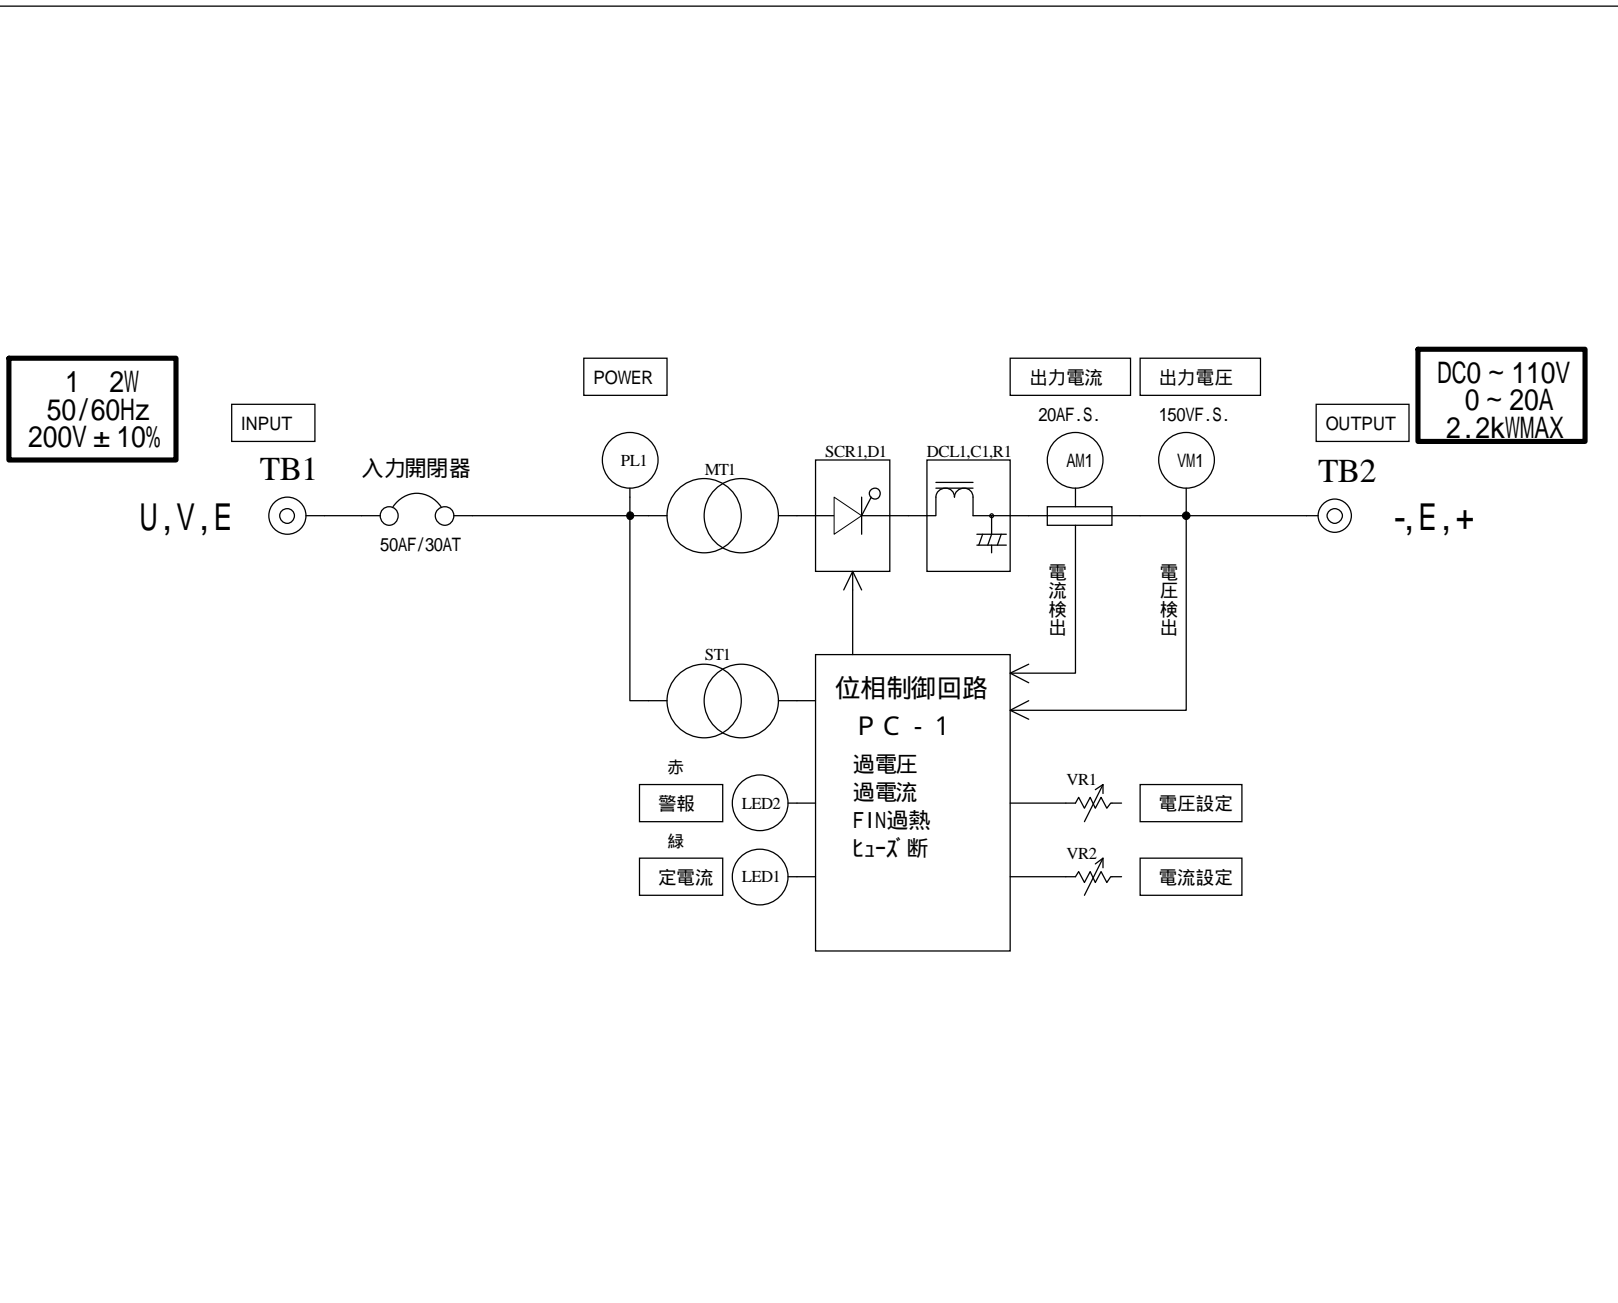 1 2W
50/60Hz
200V±10%
INPUT
TB1
U,V,E
入力開閉器
50AF/30AT
POWER
PL1
MT1
SCR1,D1
DCL1,C1,R1
出力電流
20AF.S.
AM1
出力電圧
150VF.S.
VM1
OUTPUT
TB2
-,E,+
DC0~110V
0~20A
2.2kWMAX
電流検出
電圧検出
ST1
位相制御回路
PC-1
過電圧
過電流
FIN過熱
ﾋｭｰｽﾞ断
赤
警報
LED2
緑
定電流
LED1
VR1
電圧設定
VR2
電流設定